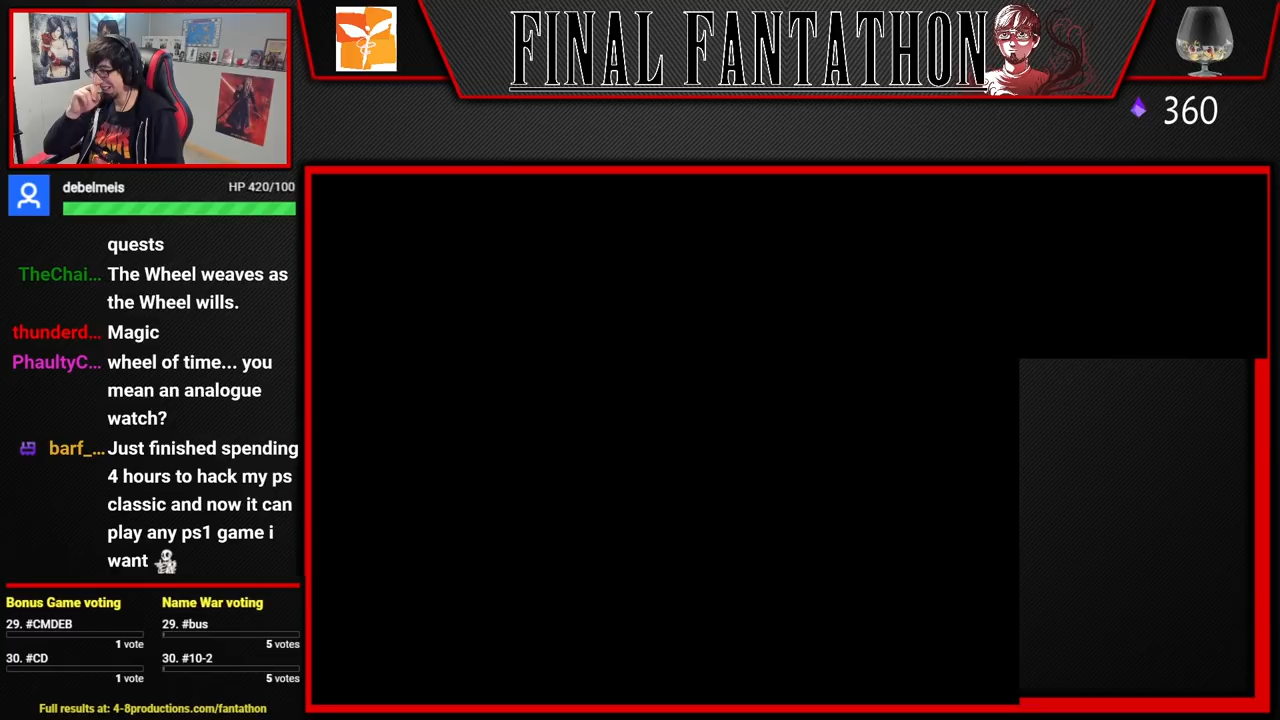 FINAL FANTATHON
360
debelmeis HP 420/100
quests
TheChai... The Wheel weaves as
the Wheel wills.
thunderd... Magic
PhaultyC... wheel of time... you
mean an analogue
watch?
barf_... Just finished spending
4 hours to hack my ps
classic and now it can
play any ps1 game i
want
Bonus Game voting Name War voting
29. #CMDEB 29. #bus
1 vote 5 votes
30. #CD 30. #10-2
1 vote 5 votes
Full results at: 4-8productions.com/fantathon